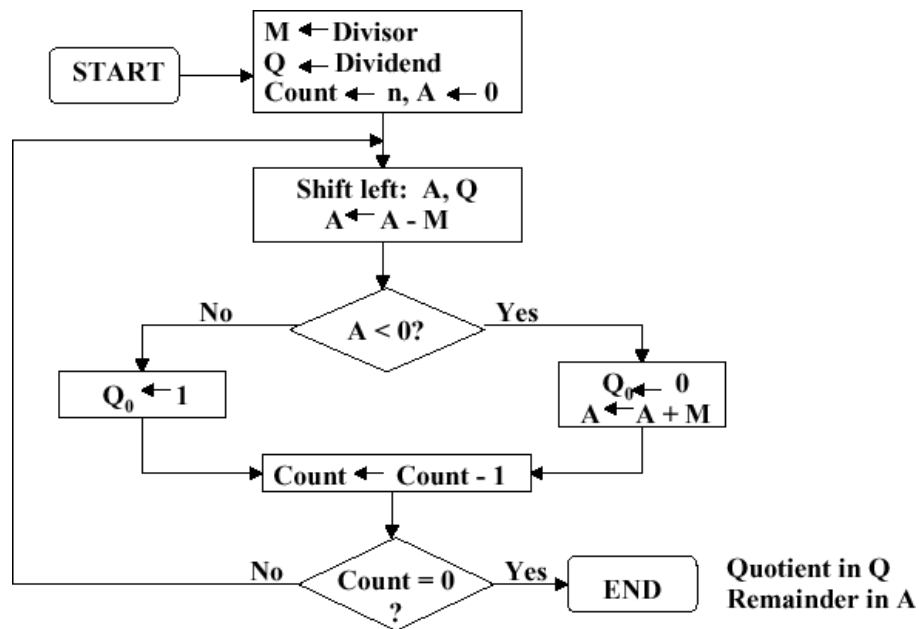 START
M ← Divisor
Q ← Dividend
Count ← n, A ← 0
Shift left: A, Q
A ← A - M
A < 0?
No
Yes
Q₀ ← 1
Q₀ ← 0
A ← A + M
Count ← Count - 1
Count = 0
?
No
Yes
END
Quotient in Q
Remainder in A